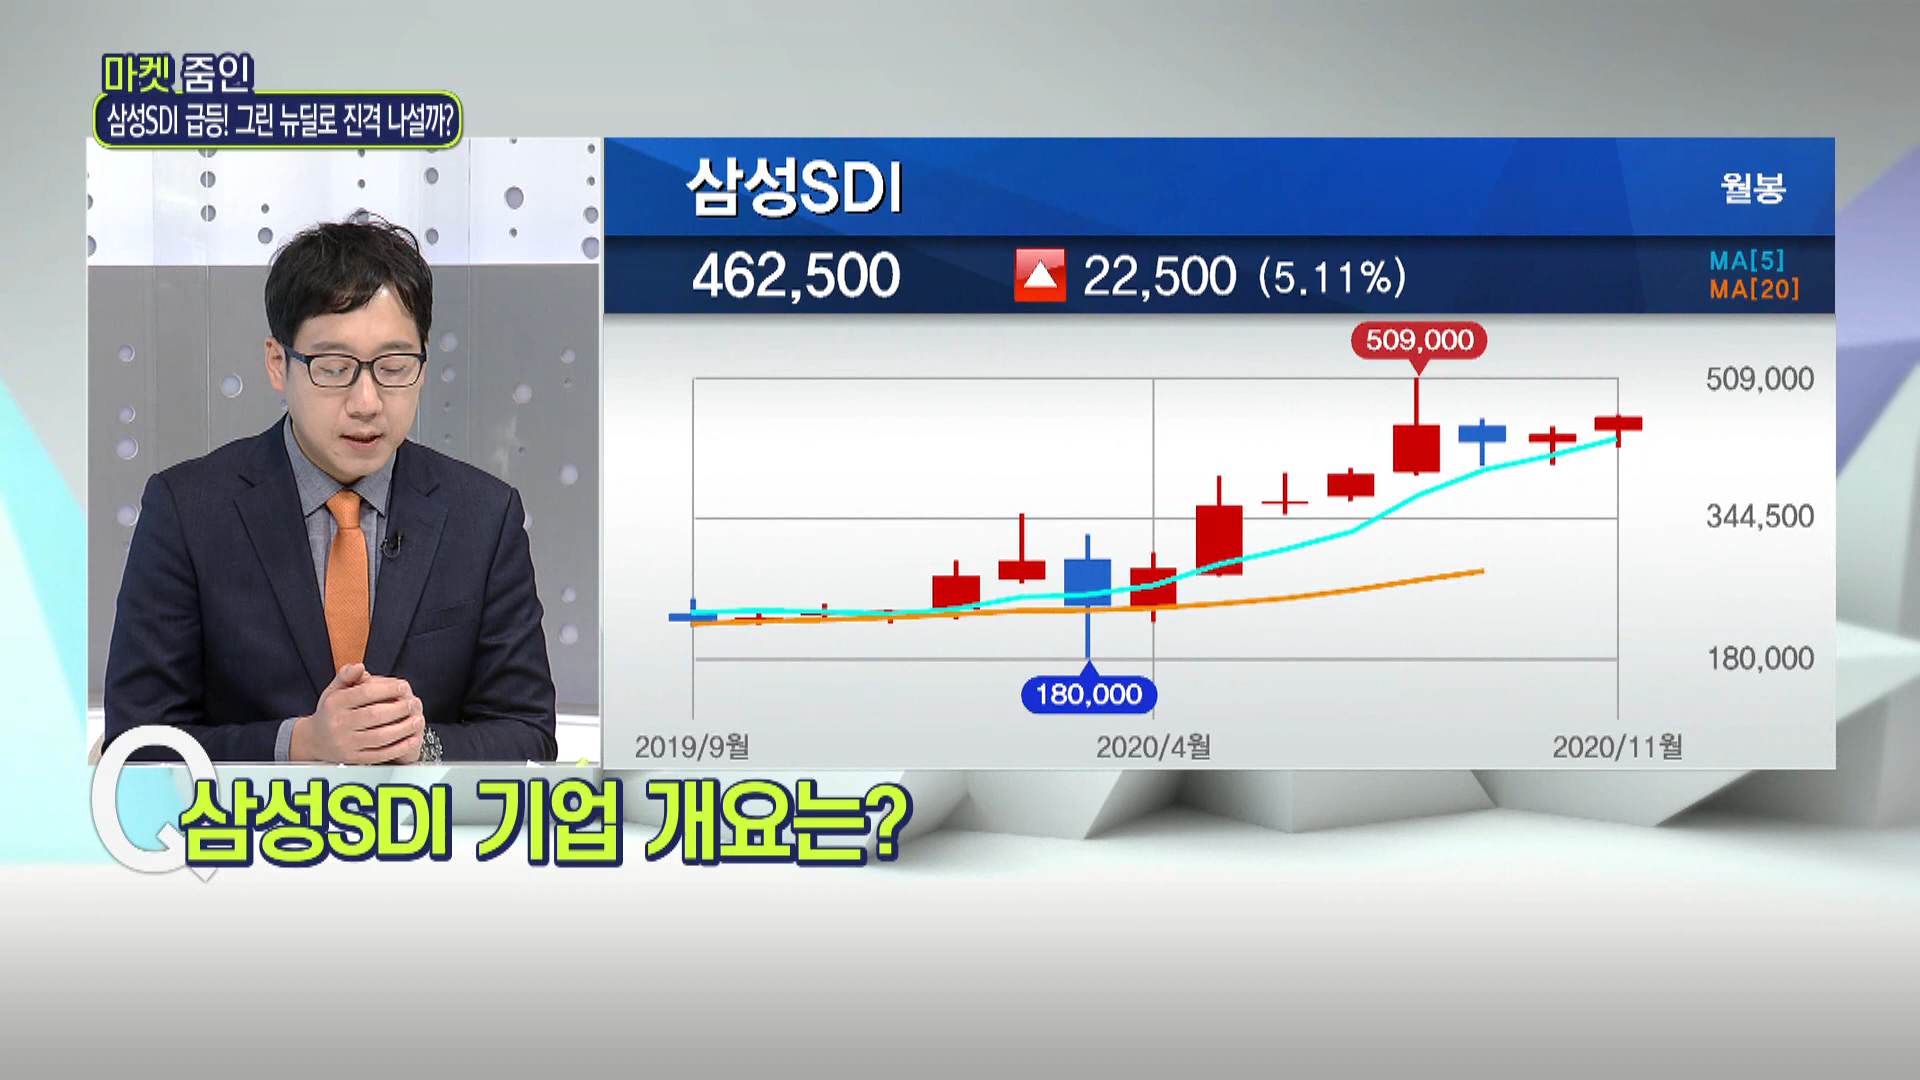 마켓 줌인
삼성SDI 급등! 그린 뉴딜로 진격 나설까?
삼성SDI
월봉
462,500 22,500 (5.11%)
MA[5]
MA[20]
509,000
509,000
344,500
180,000
180,000
2019/9월 2020/4월 2020/11월
Q 삼성SDI 기업 개요는?